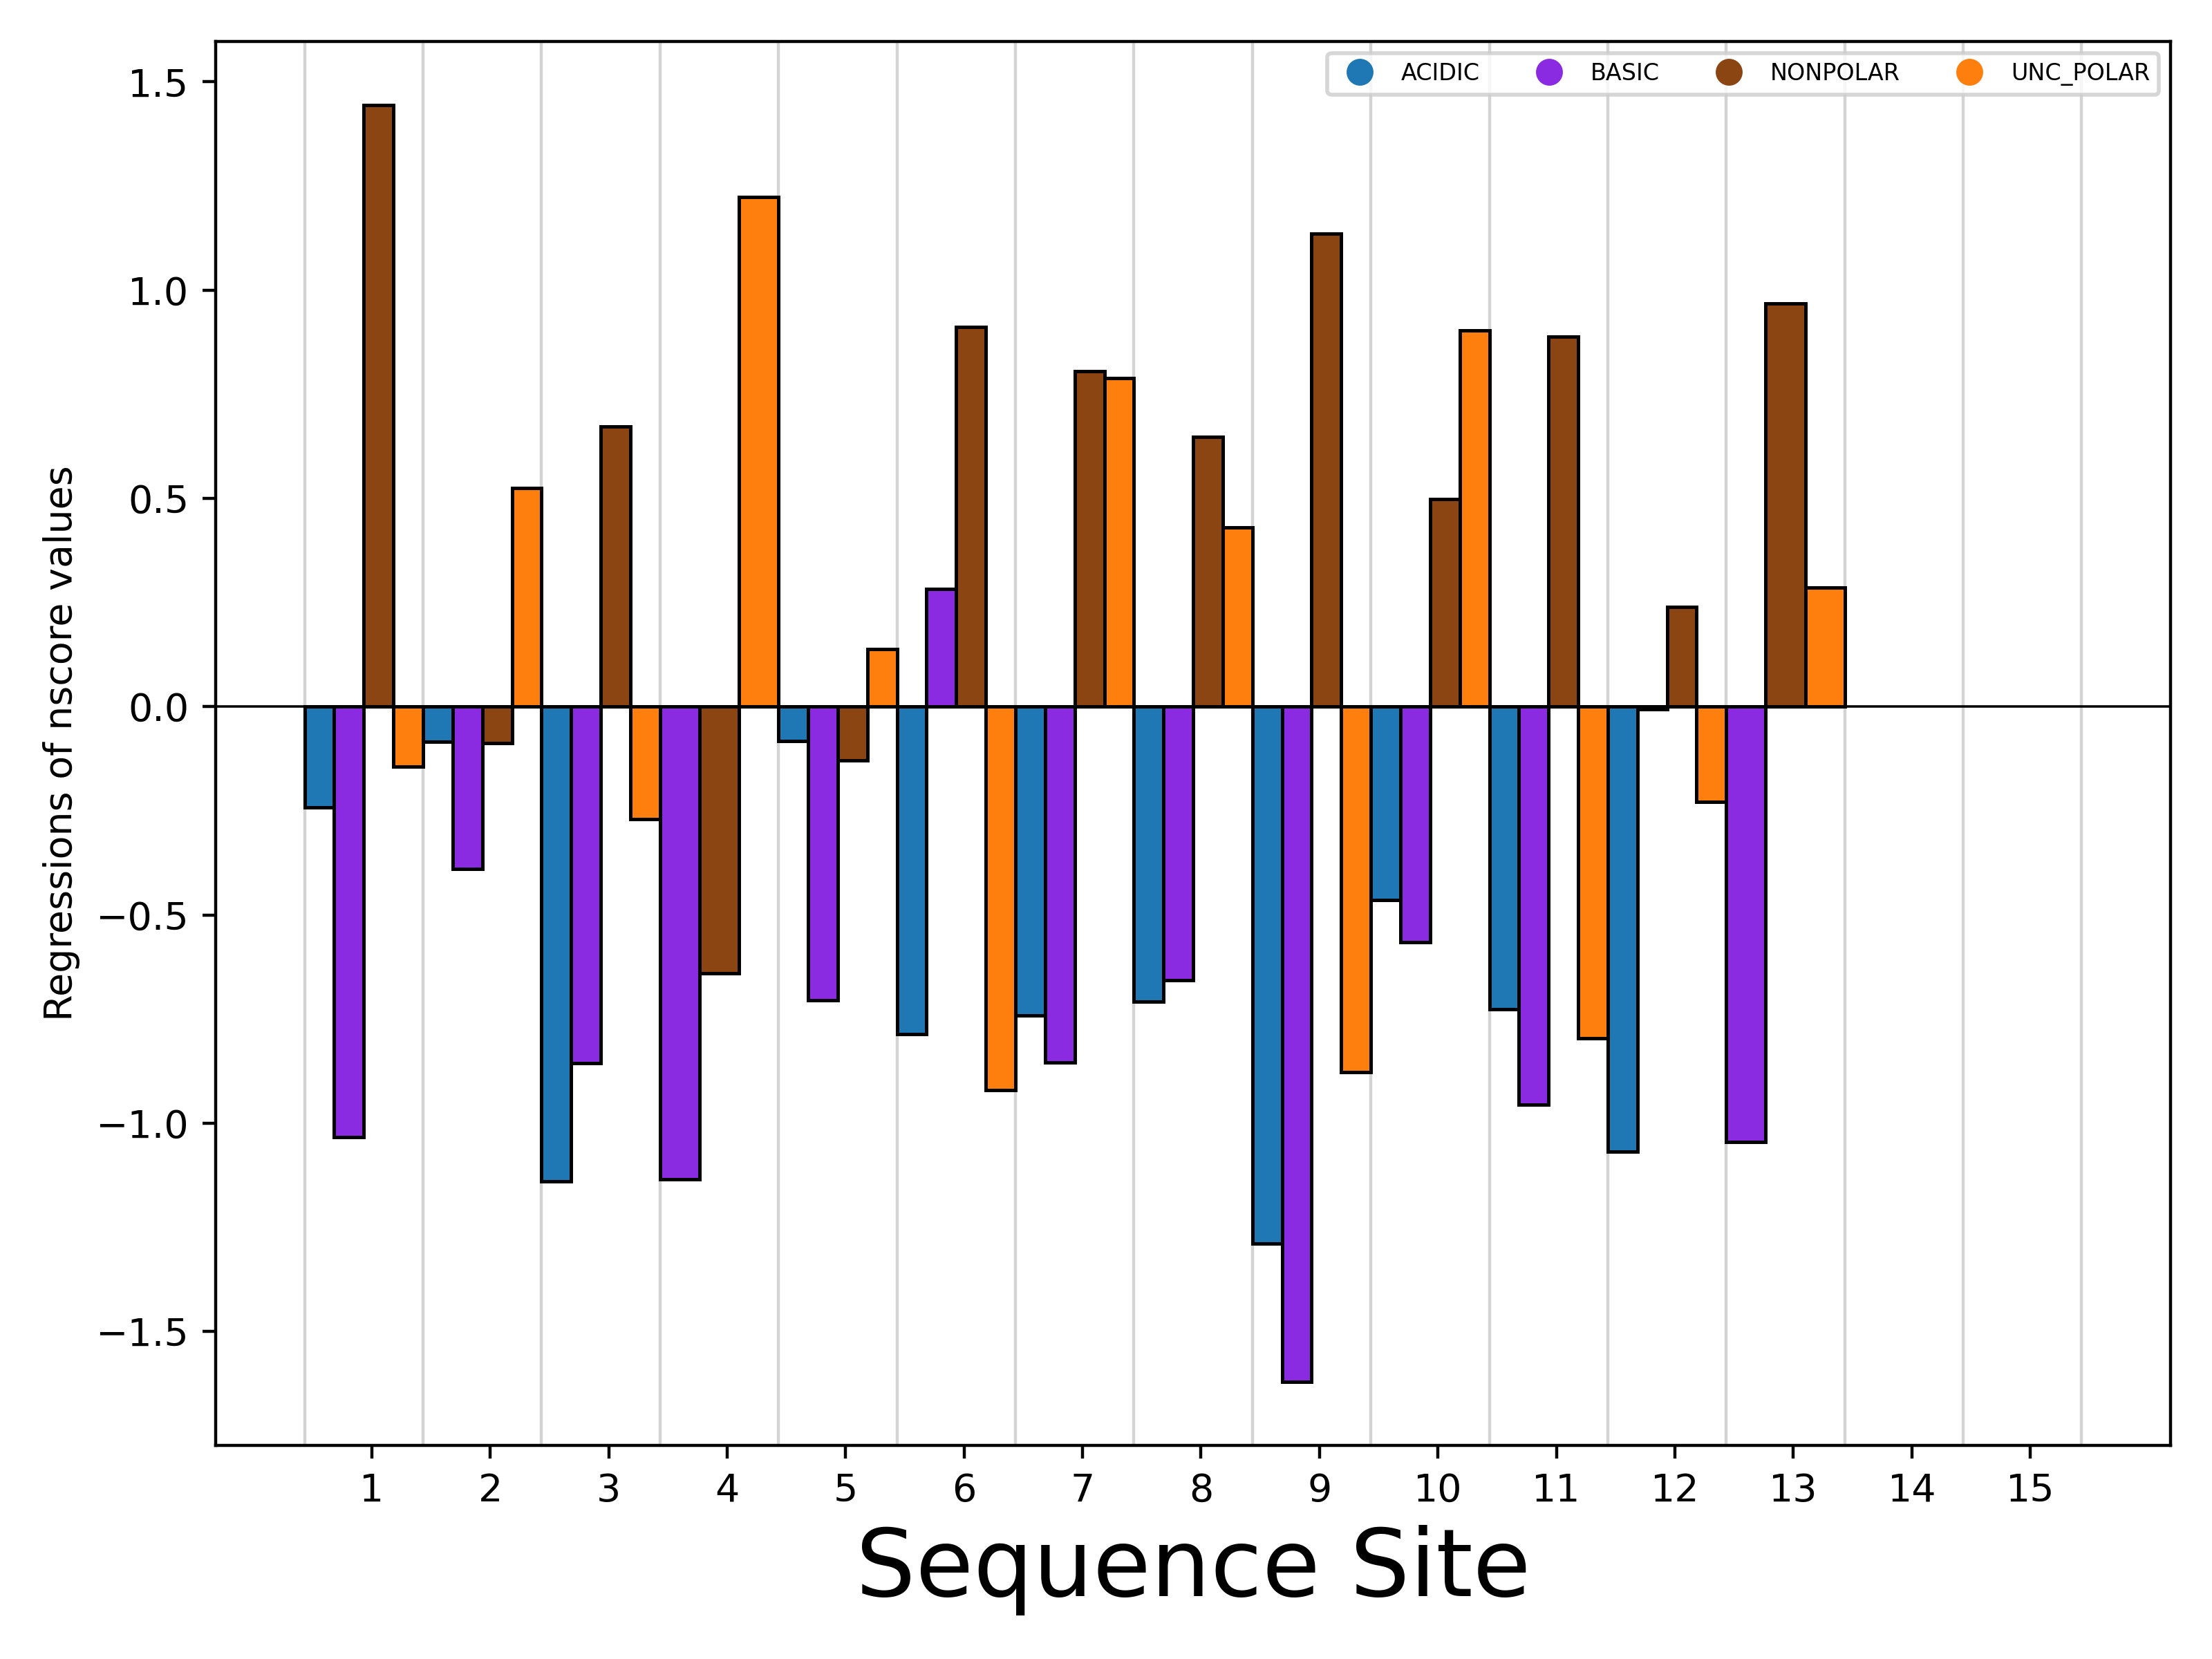 ACIDIC BASIC NONPOLAR UNC_POLAR
Regressions of nscore values
1.5
1.0
0.5
0.0
−0.5
−1.0
−1.5
1 2 3 4 5 6 7 8 9 10 11 12 13 14 15
Sequence Site